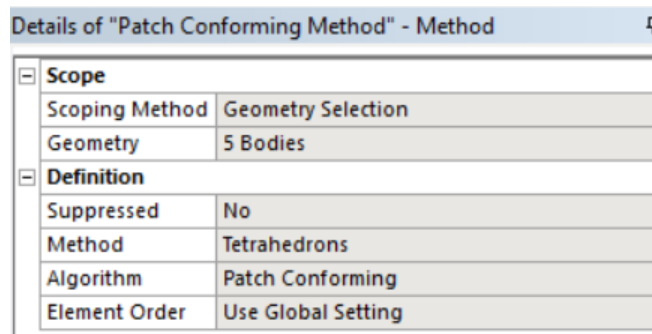 Details of "Patch Conforming Method" - Method
Scope
Scoping Method Geometry Selection
Geometry 5 Bodies
Definition
Suppressed No
Method Tetrahedrons
Algorithm Patch Conforming
Element Order Use Global Setting